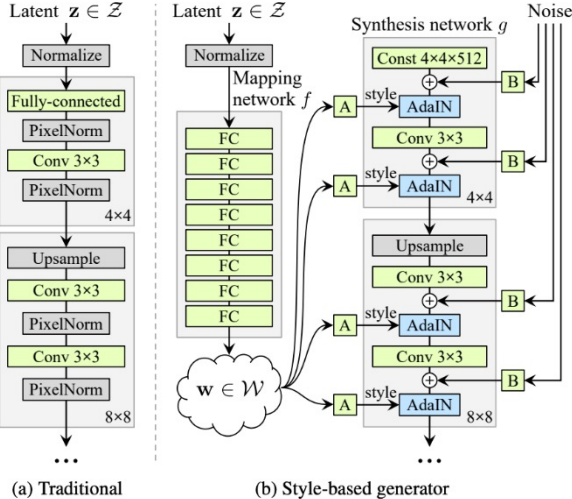 Latent z ∈ Z
Normalize
Fully-connected
PixelNorm
Conv 3×3
PixelNorm
4×4
Upsample
Conv 3×3
PixelNorm
Conv 3×3
PixelNorm
8×8
...
(a) Traditional
Latent z ∈ Z
Normalize
Mapping
network f
FC
FC
FC
FC
FC
FC
FC
FC
w ∈ W
A
A
A
A
style
style
style
style
Synthesis network g
Const 4×4×512
AdaIN
Conv 3×3
AdaIN
4×4
Upsample
Conv 3×3
AdaIN
Conv 3×3
AdaIN
8×8
...
Noise
B
B
B
B
(b) Style-based generator